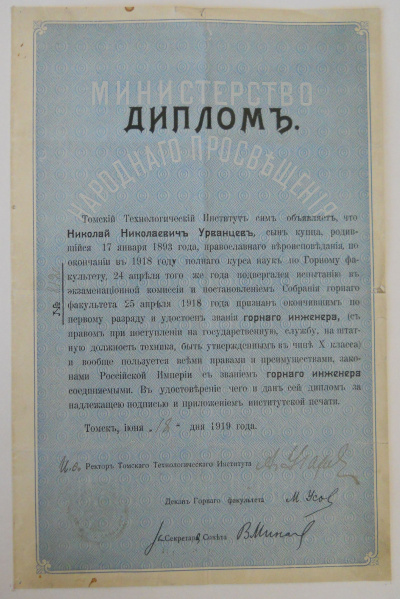 МИНИСТЕРСТВО
ДИПЛОМЪ.
НАРОДНАГО ПРОСВѢЩЕНІЯ
Томскій Технологическій Институтъ симъ объявляетъ, что
Николай Николаевичъ Урванцевъ, сынъ купца, родив-
шійся 17 января 1893 года, православнаго вѣроисповѣданія, по
окончаніи въ 1918 году полнаго курса наукъ по Горному фа-
культету, 24 апрѣля того же года подвергался испытанію въ
экзаменаціонной комиссіи и постановленіемъ Собранія горнаго
факультета 25 апрѣля 1918 года признанъ окончившимъ по
первому разряду и удостоенъ званія горнаго инженера, (съ
правомъ при поступленіи на государственную, службу, на штат-
ную должность техника, быть утвержденнымъ въ чинѣ X класса)
и вообще пользуется всѣми правами и преимуществами, зако-
нами Россійской Имперіи съ званіемъ горнаго инженера
соединяемыми. Въ удостовѣреніе чего и данъ сей дипломъ за
надлежащею подписью и приложеніемъ институтской печати.
Томскъ, іюня 18 дня 1919 года.
И.о. Ректоръ Томскаго Технологическаго Института
Деканъ Горнаго факультета М. Усов
Секретарь Совѣта
№